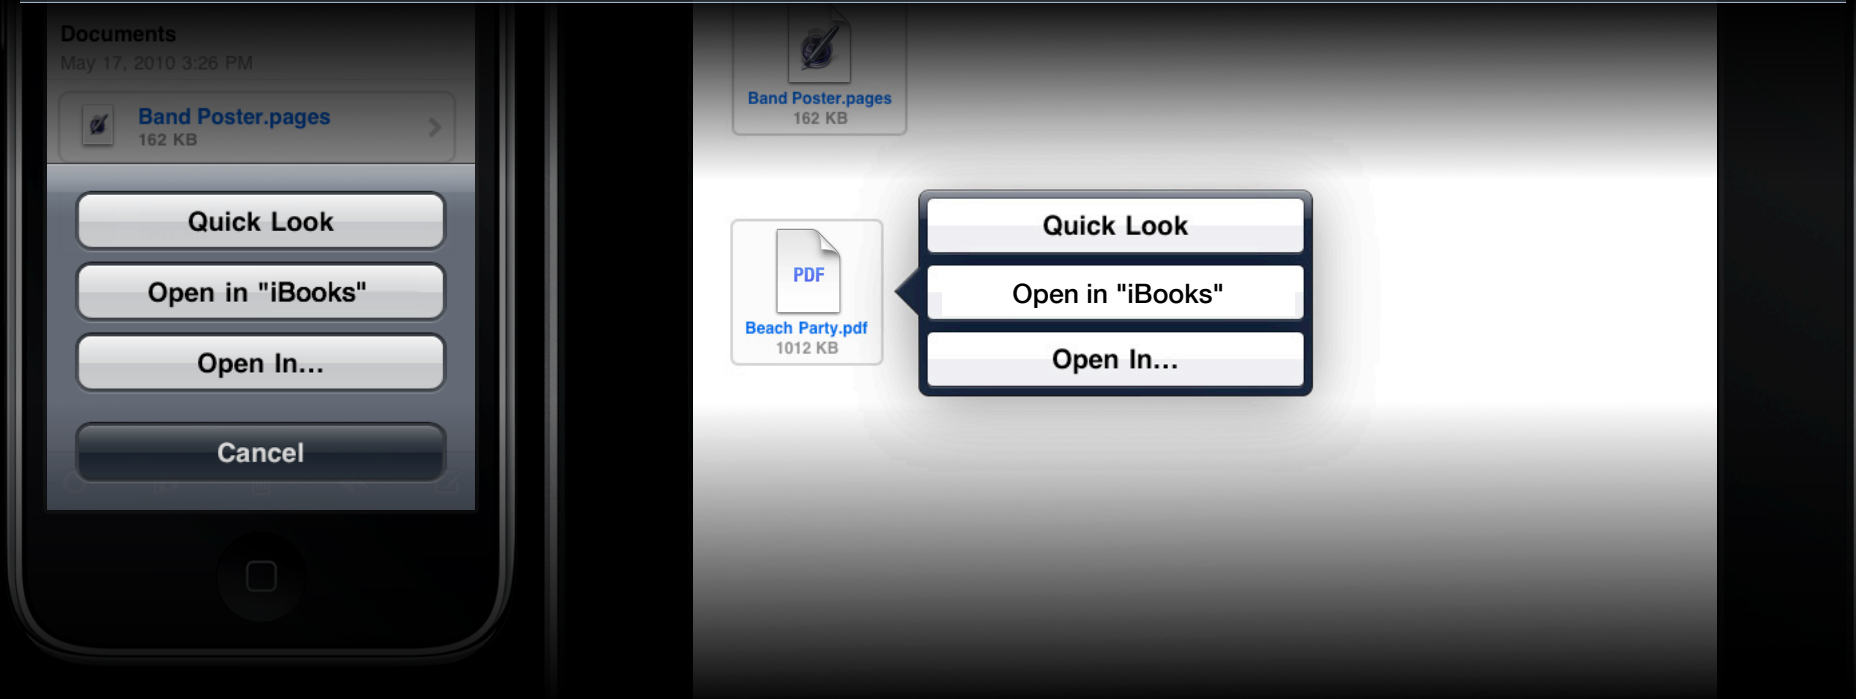 Documents
May 17, 2010 3:26 PM
Band Poster.pages
162 KB
Quick Look
Open in "iBooks"
Open In...
Cancel
Band Poster.pages
162 KB
PDF
Beach Party.pdf
1012 KB
Quick Look
Open in "iBooks"
Open In...